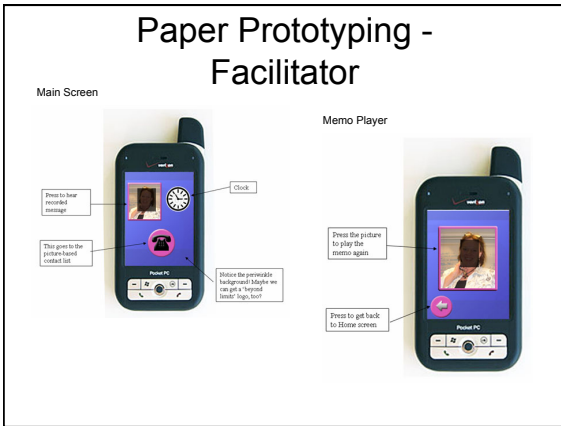 Paper Prototyping -
Facilitator
Main Screen
verizon
Press to hear
recorded
message
Clock
This goes to the
picture-based
contact list
Notice the periwinkle
background! Maybe we
can get a "beyond
limits" logo, too?
Pocket PC
Memo Player
verizon
Press the picture
to play the
memo again
Press to get back
to Home screen
Pocket PC